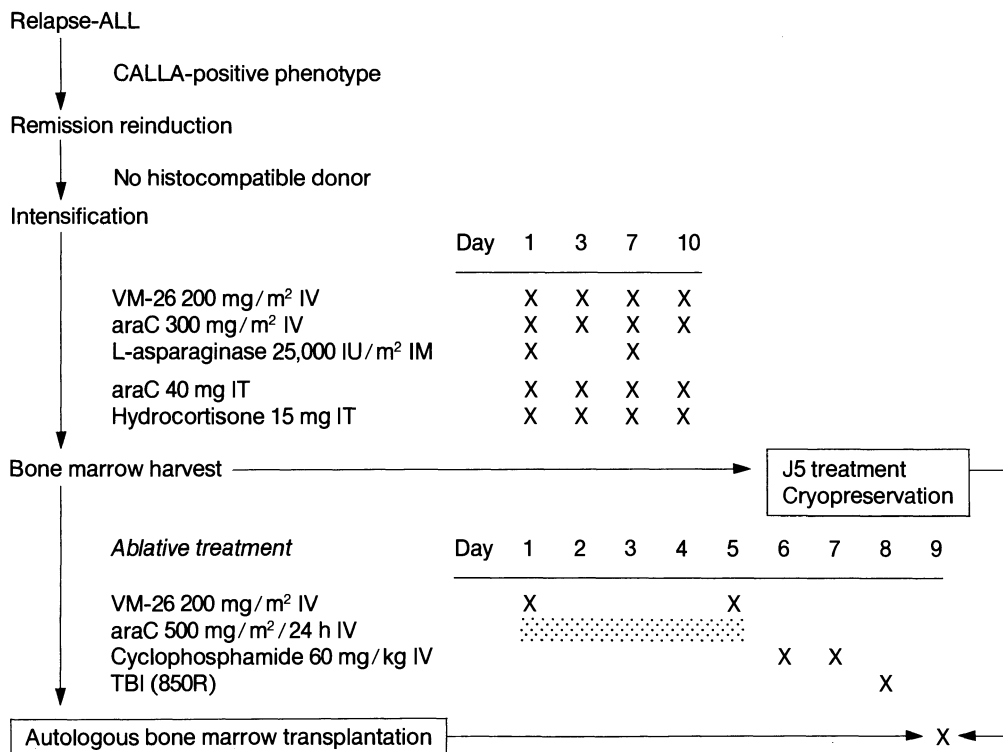 Relapse-ALL
CALLA-positive phenotype
Remission reinduction
No histocompatible donor
Intensification
Day 1 3 7 10
VM-26 200 mg/m² IV X X X X
araC 300 mg/m² IV X X X X
L-asparaginase 25,000 IU/m² IM X X
araC 40 mg IT X X X X
Hydrocortisone 15 mg IT X X X X
Bone marrow harvest
J5 treatment
Cryopreservation
Ablative treatment Day 1 2 3 4 5 6 7 8 9
VM-26 200 mg/m² IV X X
araC 500 mg/m²/24 h IV
Cyclophosphamide 60 mg/kg IV X X
TBI (850R) X
Autologous bone marrow transplantation X